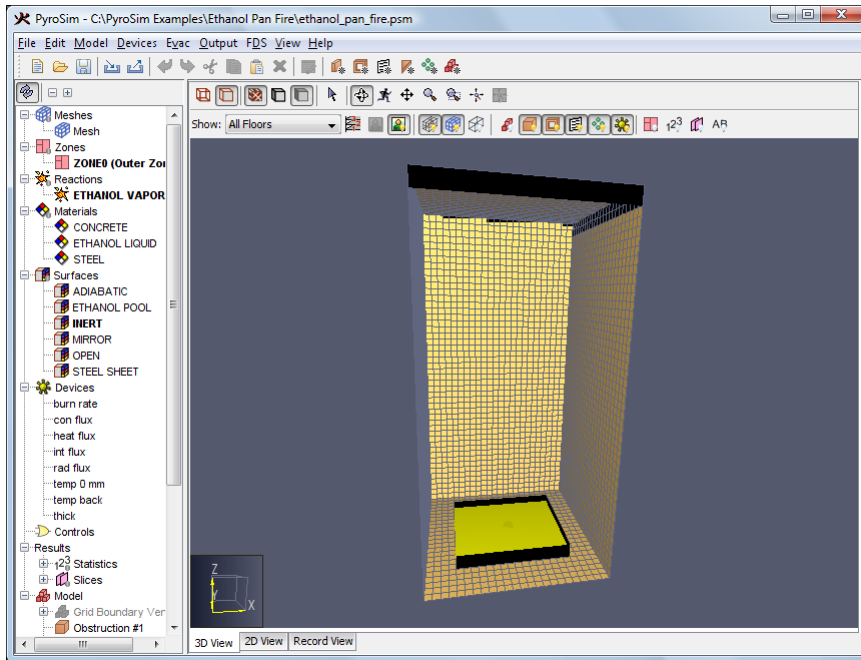 PyroSim - C:\PyroSim Examples\Ethanol Pan Fire\ethanol_pan_fire.psm
File Edit Model Devices Evac Output FDS View Help
Show: All Floors
123
Meshes
Mesh
Zones
ZONE0 (Outer Zo
Reactions
ETHANOL VAPOR
Materials
CONCRETE
ETHANOL LIQUID
STEEL
Surfaces
ADIABATIC
ETHANOL POOL
INERT
MIRROR
OPEN
STEEL SHEET
Devices
burn rate
con flux
heat flux
int flux
rad flux
temp 0 mm
temp back
thick
Controls
Results
123 Statistics
Slices
Model
Grid Boundary Ver
Obstruction #1
Z
Y
X
3D View 2D View Record View